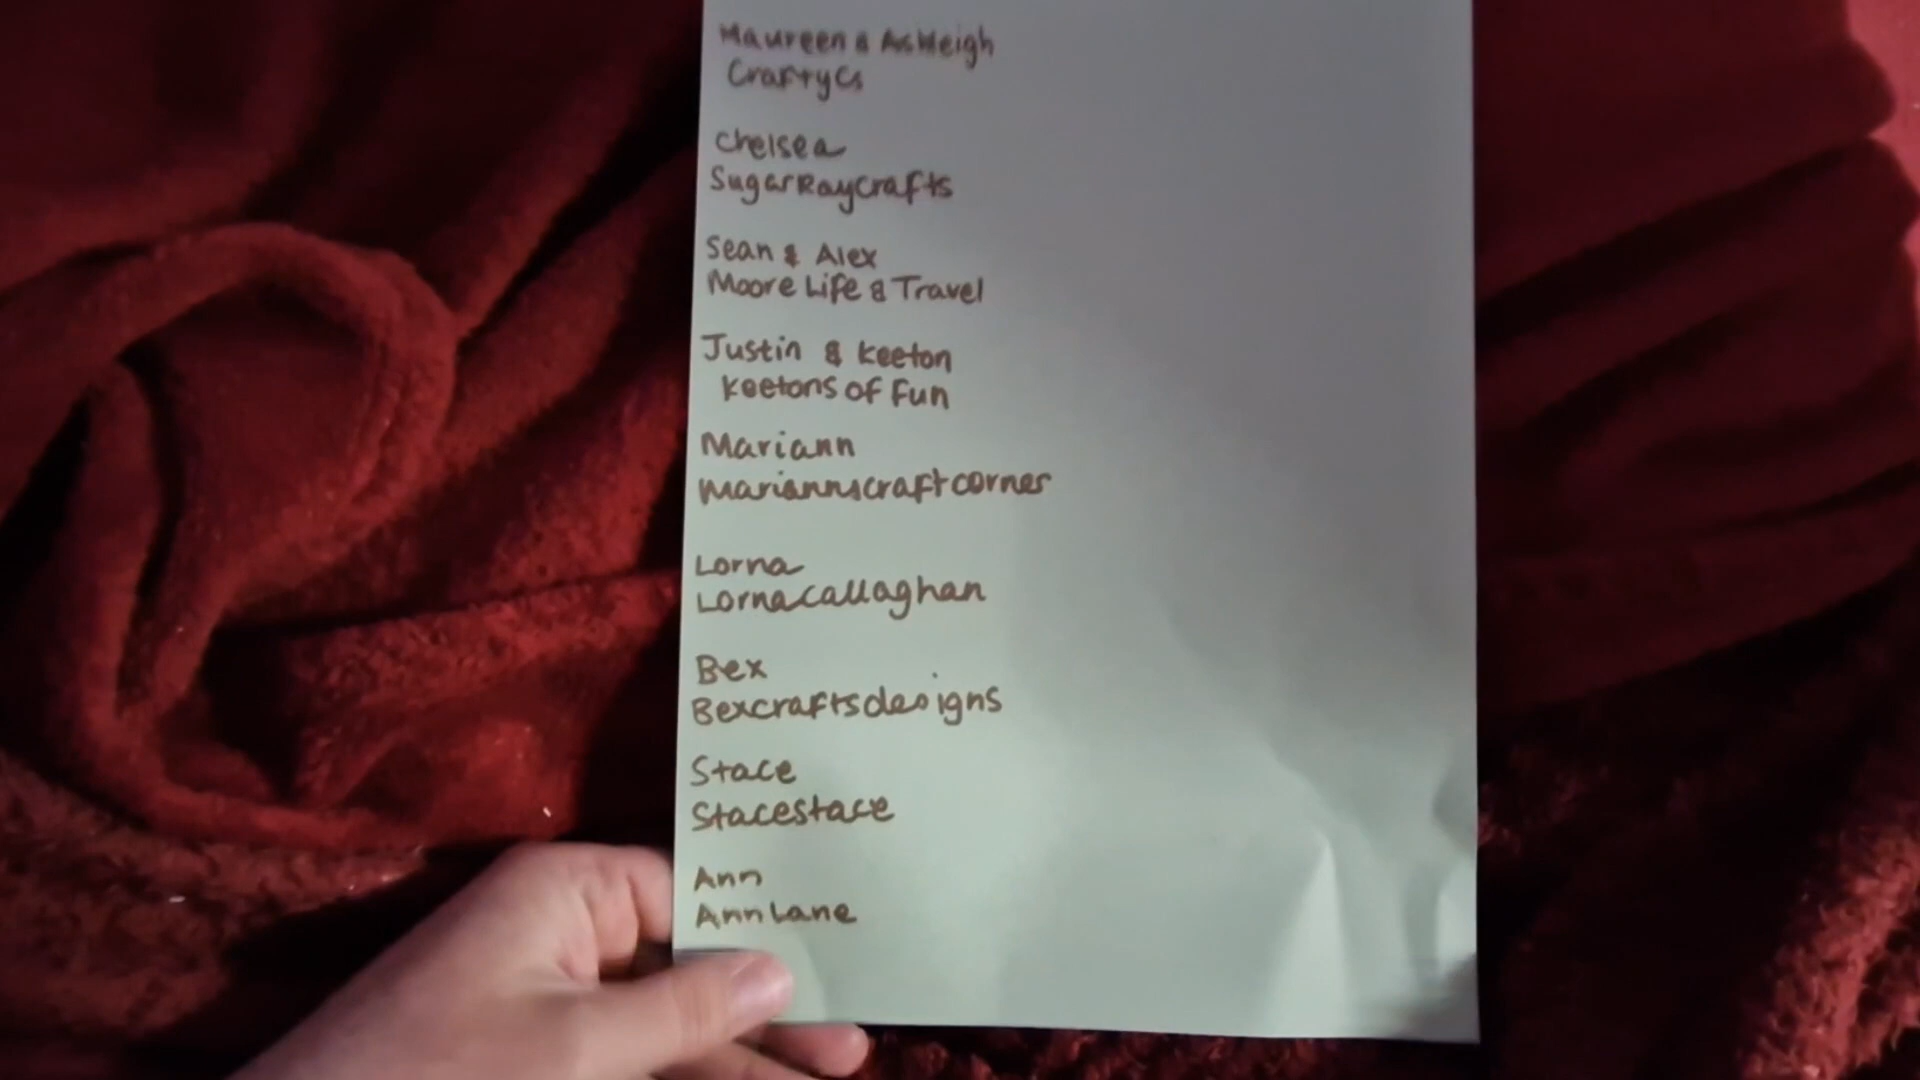 Maureen & Ashleigh
CraftyCs
Chelsea
SugarRayCrafts
Sean & Alex
Moore Life & Travel
Justin & Keeton
Keetons of Fun
Mariann
Mariannscraftcorner
Lorna
Lornacallaghan
Bex
Bexcraftsdesigns
Stace
Stacestace
Ann
AnnLane